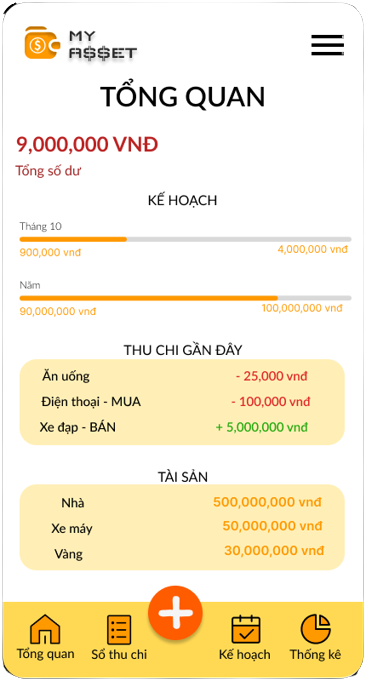 MY
A$$ET
TỔNG QUAN
9,000,000 VNĐ
Tổng số dư
KẾ HOẠCH
Tháng 10
900,000 vnđ
4,000,000 vnđ
Năm
90,000,000 vnđ
100,000,000 vnđ
THU CHI GẦN ĐÂY
Ăn uống - 25,000 vnđ
Điện thoại - MUA - 100,000 vnđ
Xe đạp - BÁN + 5,000,000 vnđ
TÀI SẢN
Nhà 500,000,000 vnđ
Xe máy 50,000,000 vnđ
Vàng 30,000,000 vnđ
Tổng quan Sổ thu chi Kế hoạch Thống kê